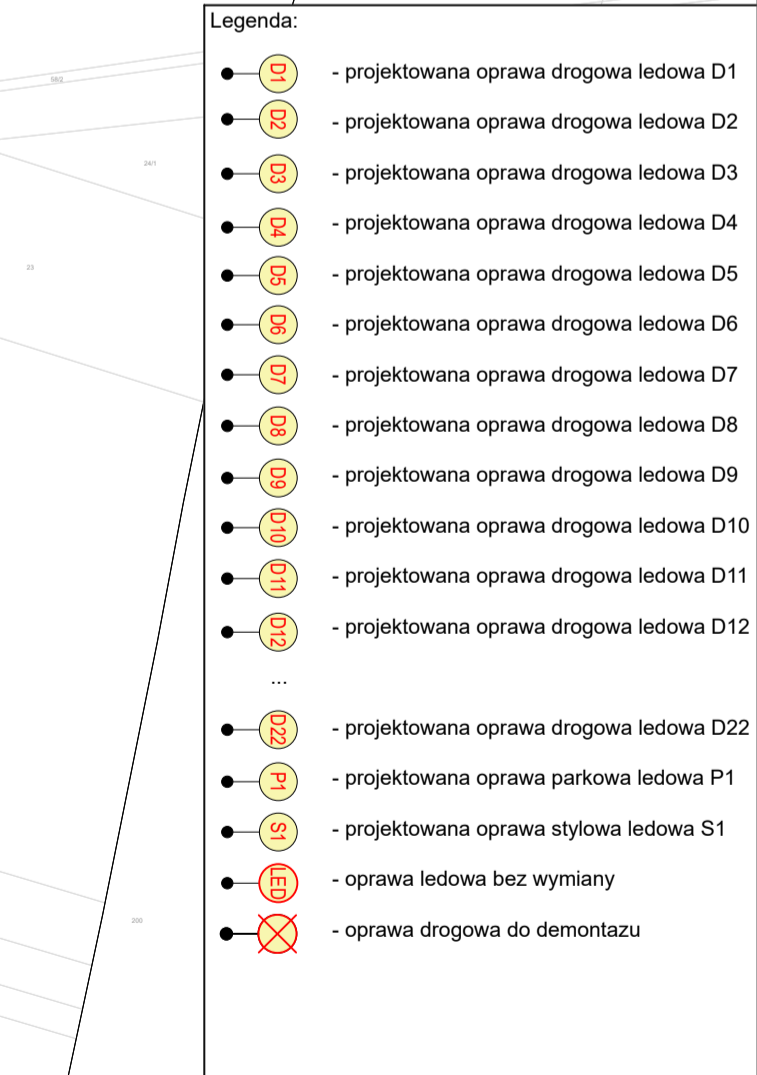 Legenda:
D1 - projektowana oprawa drogowa ledowa D1
D2 - projektowana oprawa drogowa ledowa D2
D3 - projektowana oprawa drogowa ledowa D3
D4 - projektowana oprawa drogowa ledowa D4
D5 - projektowana oprawa drogowa ledowa D5
D6 - projektowana oprawa drogowa ledowa D6
D7 - projektowana oprawa drogowa ledowa D7
D8 - projektowana oprawa drogowa ledowa D8
D9 - projektowana oprawa drogowa ledowa D9
D10 - projektowana oprawa drogowa ledowa D10
D11 - projektowana oprawa drogowa ledowa D11
D12 - projektowana oprawa drogowa ledowa D12
...
D22 - projektowana oprawa drogowa ledowa D22
P1 - projektowana oprawa parkowa ledowa P1
S1 - projektowana oprawa stylowa ledowa S1
LED - oprawa ledowa bez wymiany
- oprawa drogowa do demontazu
24/1
23